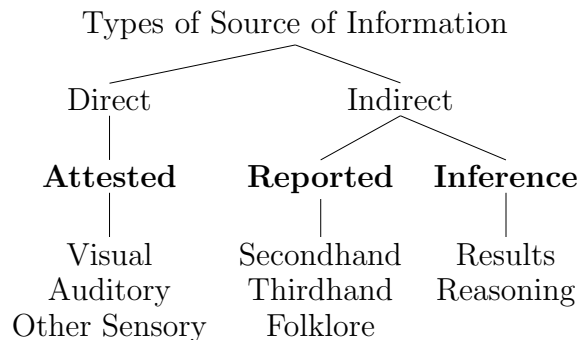 Types of Source of Information
Direct Indirect
Attested Reported Inference
Visual Secondhand Results
Auditory Thirdhand Reasoning
Other Sensory Folklore